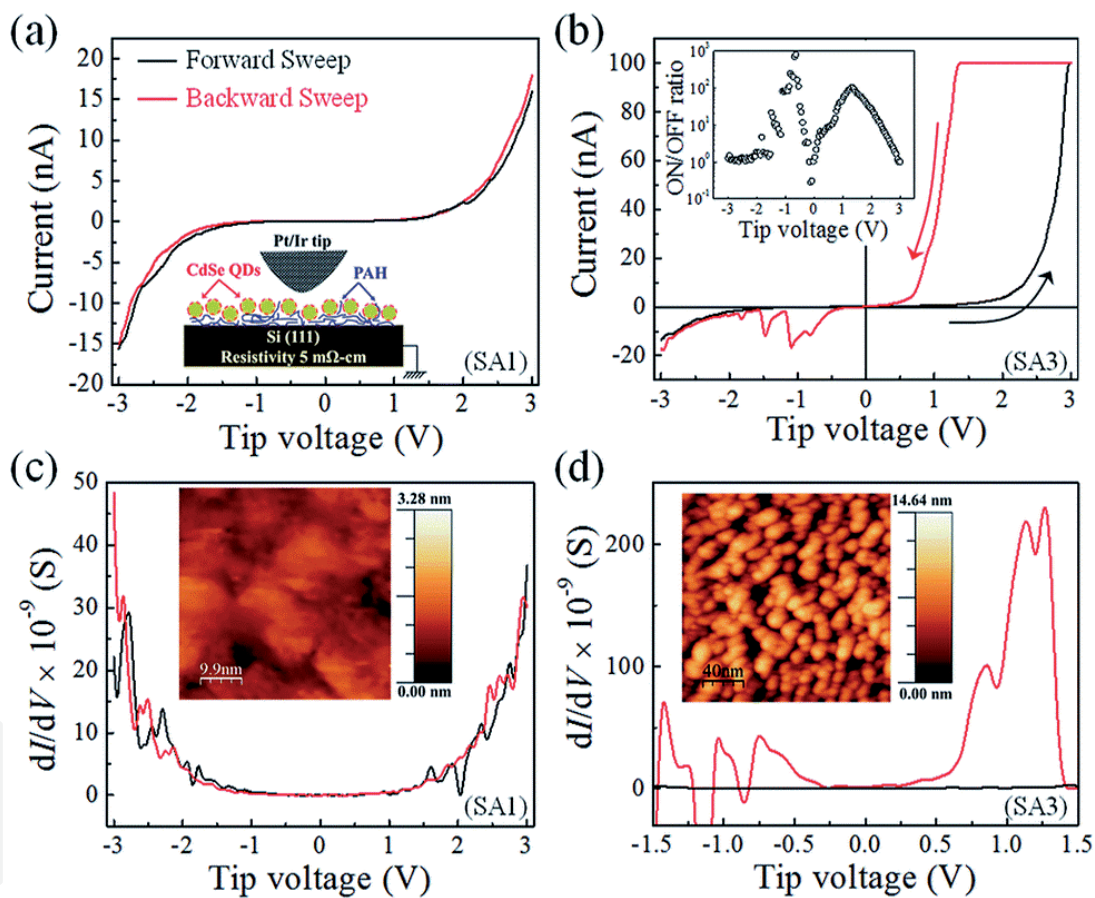 (a)
25
20
15
10
5
0
-5
-10
-15
-20
-25
Current (nA)
Forward Sweep
Backward Sweep
Pt/Ir tip
CdSe QDs
PAH
Si (111)
Resistivity 5 mΩ-cm
(SA1)
-3 -2 -1 0 1 2 3
Tip voltage (V)
(b)
100
80
60
40
20
0
-20
Current (nA)
ON/OFF ratio
10³
10²
10¹
10⁰
10⁻¹
-3 -2 -1 0 1 2 3
Tip voltage (V)
(SA3)
-3 -2 -1 0 1 2 3
Tip voltage (V)
(c)
50
40
30
20
10
0
dI/dV × 10⁻⁹ (S)
3.28 nm
0.00 nm
9.9nm
(SA1)
-3 -2 -1 0 1 2 3
Tip voltage (V)
(d)
200
100
0
dI/dV × 10⁻⁹ (S)
14.64 nm
0.00 nm
40nm
(SA3)
-1.5 -1.0 -0.5 0.0 0.5 1.0 1.5
Tip voltage (V)